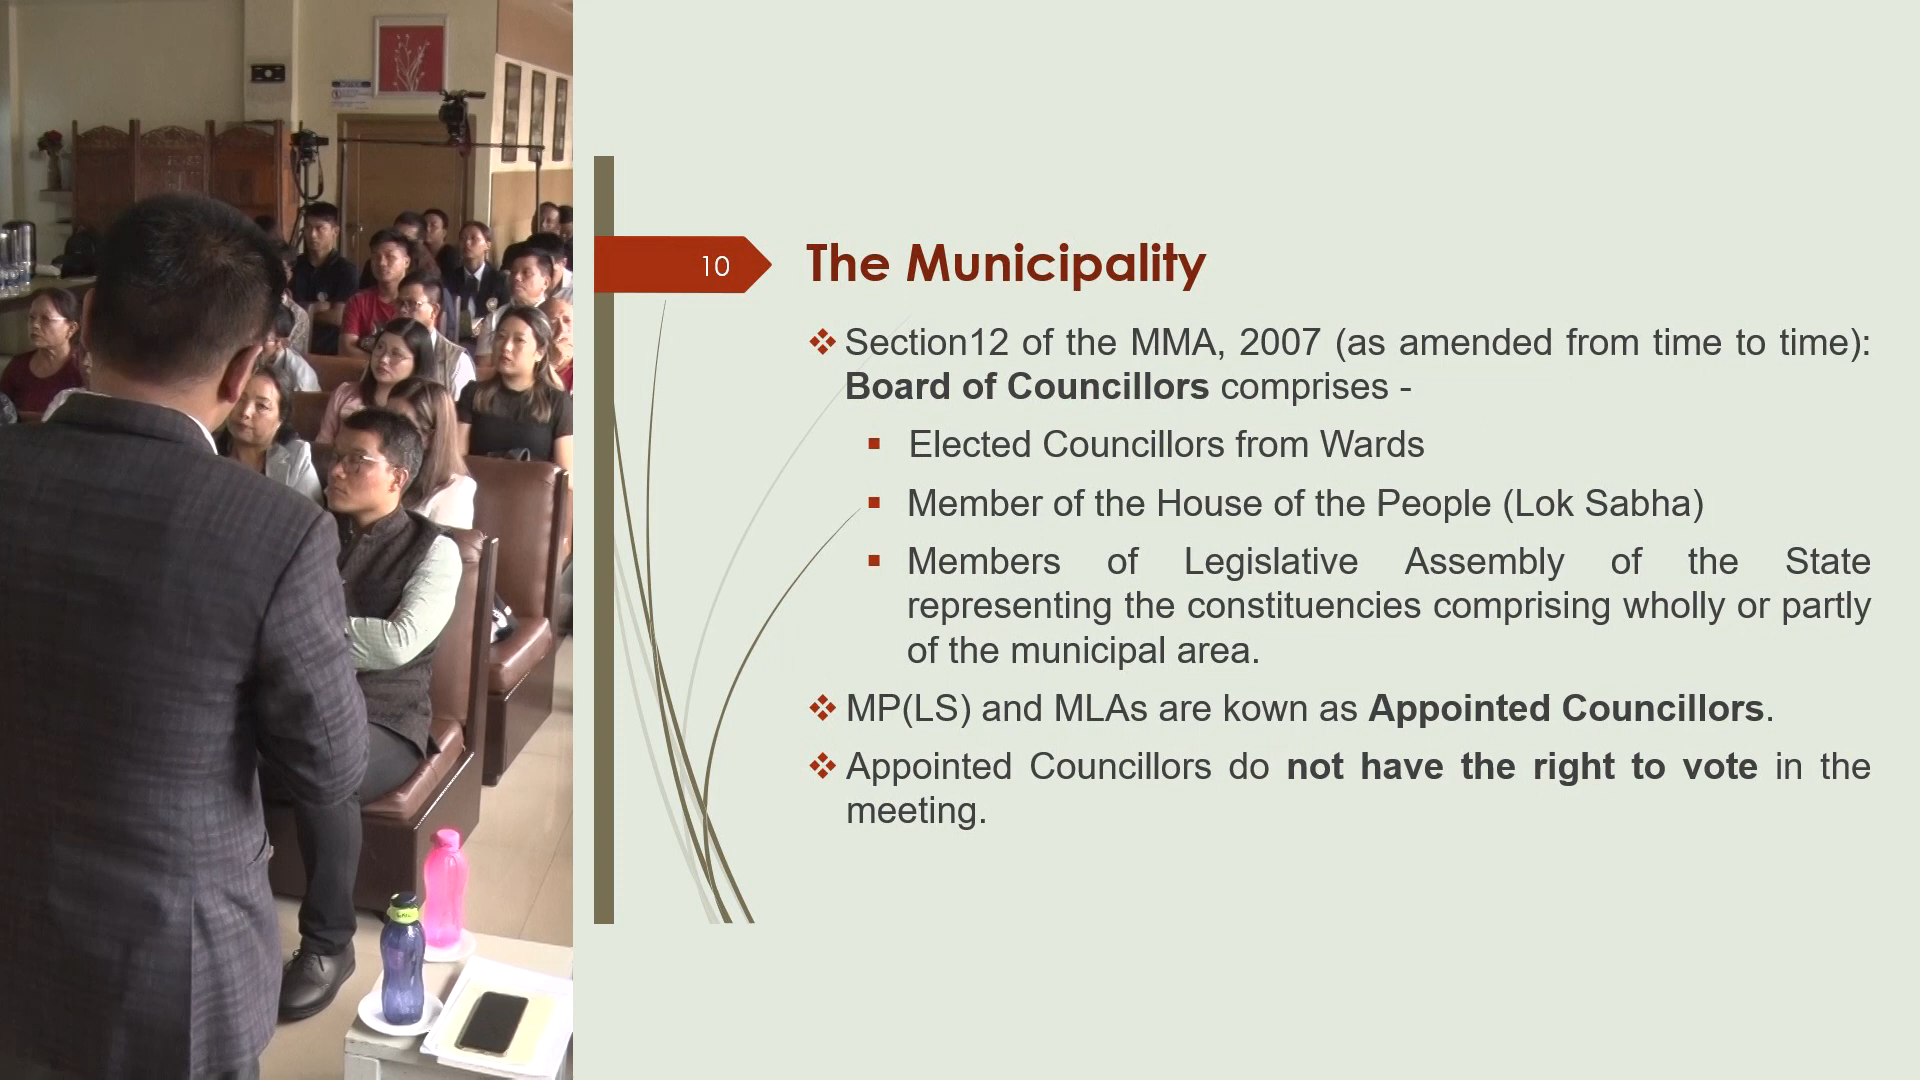 10
The Municipality
Section12 of the MMA, 2007 (as amended from time to time):
Board of Councillors comprises -
Elected Councillors from Wards
Member of the House of the People (Lok Sabha)
Members of Legislative Assembly of the State
representing the constituencies comprising wholly or partly
of the municipal area.
MP(LS) and MLAs are kown as Appointed Councillors.
Appointed Councillors do not have the right to vote in the
meeting.